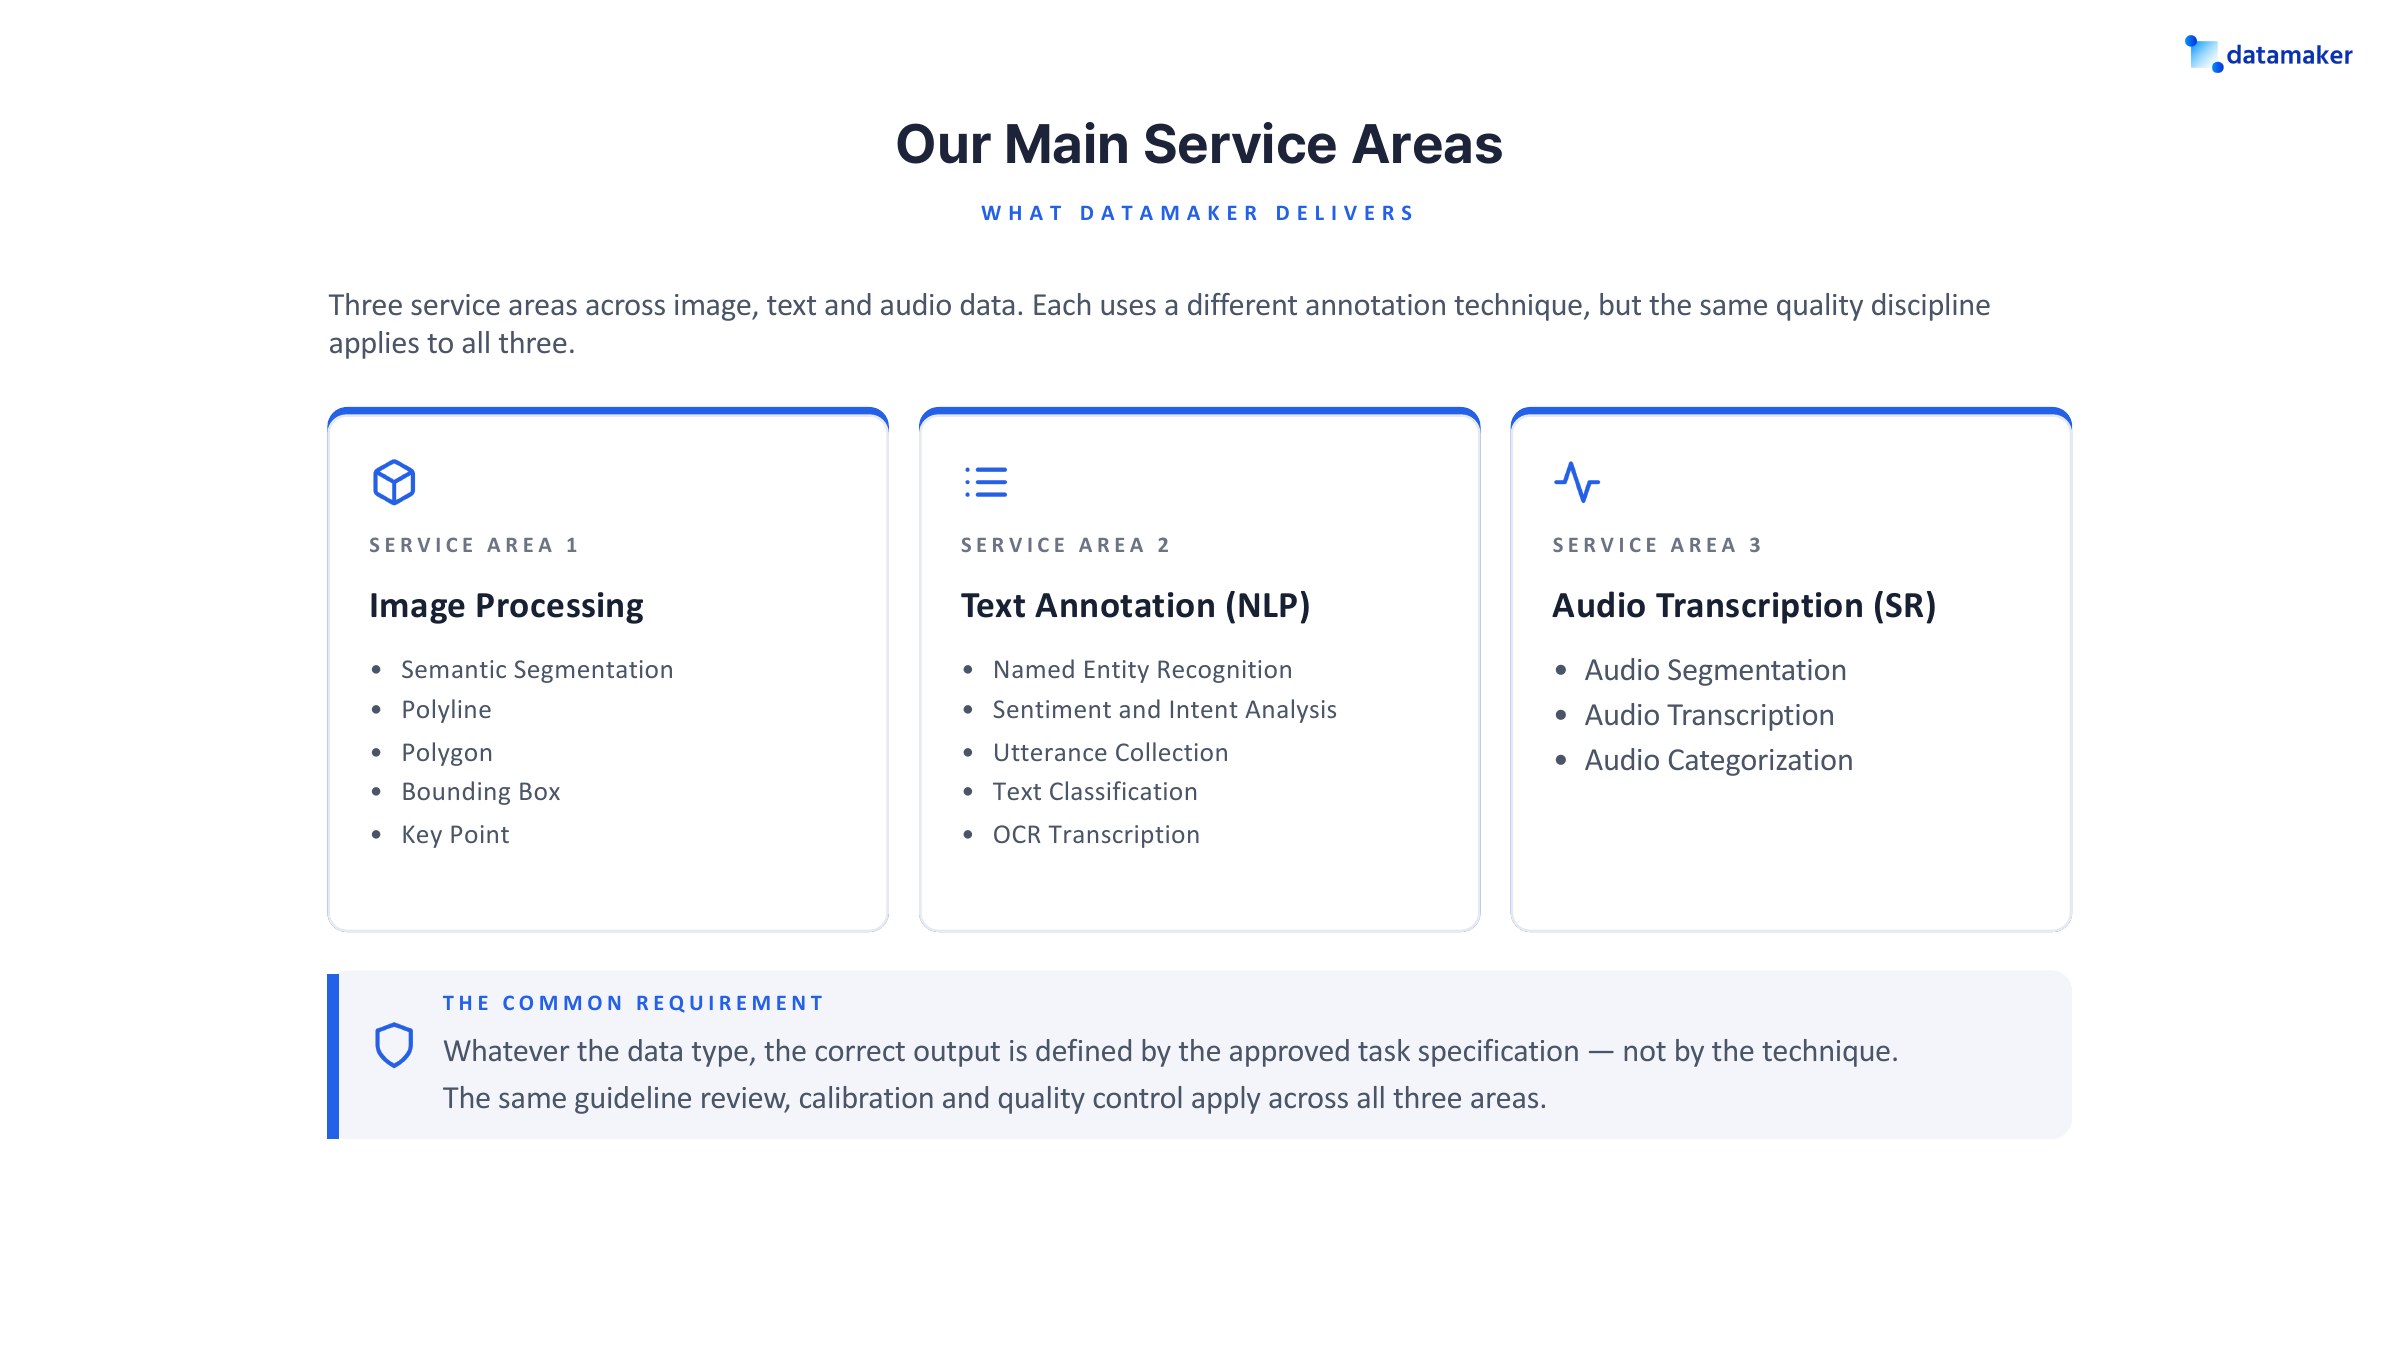 datamaker
Our Main Service Areas
WHAT DATAMAKER DELIVERS
Three service areas across image, text and audio data. Each uses a different annotation technique, but the same quality discipline
applies to all three.
SERVICE AREA 1
Image Processing
• Semantic Segmentation
• Polyline
• Polygon
• Bounding Box
• Key Point
SERVICE AREA 2
Text Annotation (NLP)
• Named Entity Recognition
• Sentiment and Intent Analysis
• Utterance Collection
• Text Classification
• OCR Transcription
SERVICE AREA 3
Audio Transcription (SR)
• Audio Segmentation
• Audio Transcription
• Audio Categorization
THE COMMON REQUIREMENT
Whatever the data type, the correct output is defined by the approved task specification — not by the technique.
The same guideline review, calibration and quality control apply across all three areas.